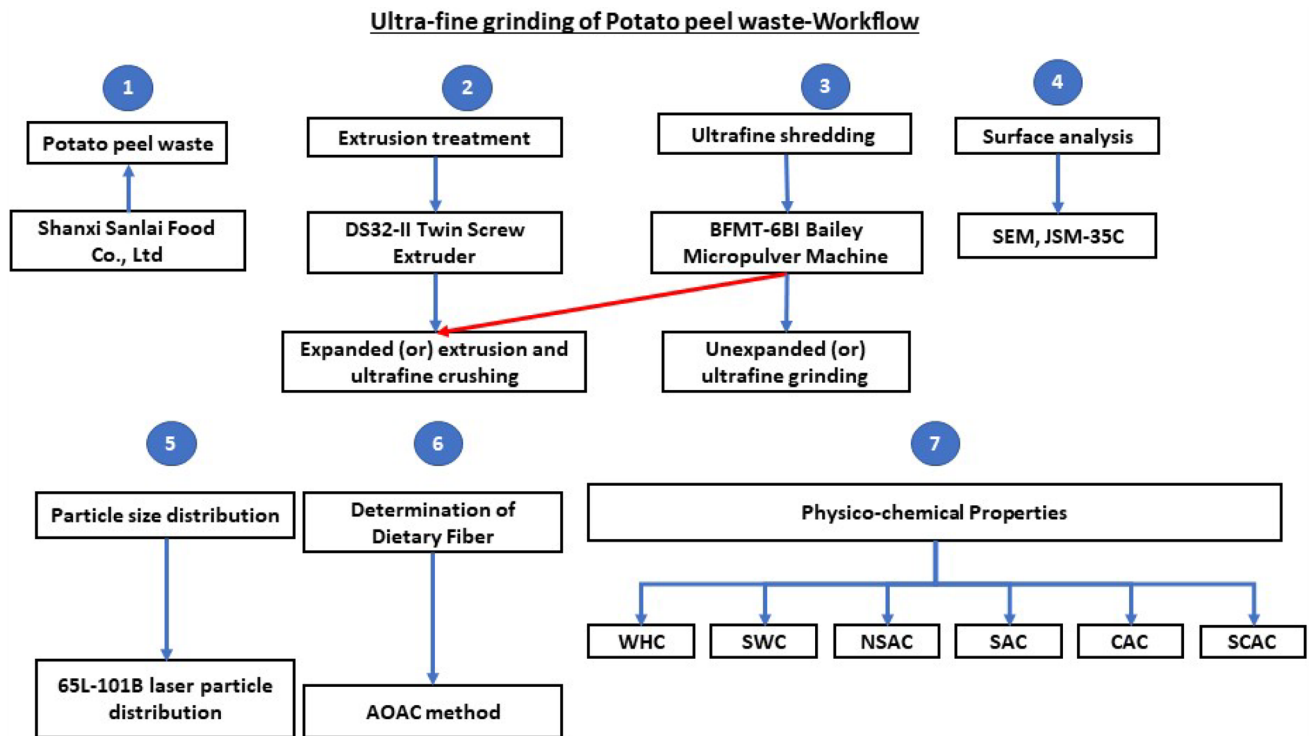 Ultra-fine grinding of Potato peel waste-Workflow
1
2
3
4
Potato peel waste
Extrusion treatment
Ultrafine shredding
Surface analysis
Shanxi Sanlai Food
Co., Ltd
DS32-II Twin Screw
Extruder
BFMT-6BI Bailey
Micropulver Machine
SEM, JSM-35C
Expanded (or) extrusion and
ultrafine crushing
Unexpanded (or)
ultrafine grinding
5
6
7
Particle size distribution
Determination of
Dietary Fiber
Physico-chemical Properties
WHC
SWC
NSAC
SAC
CAC
SCAC
65L-101B laser particle
distribution
AOAC method